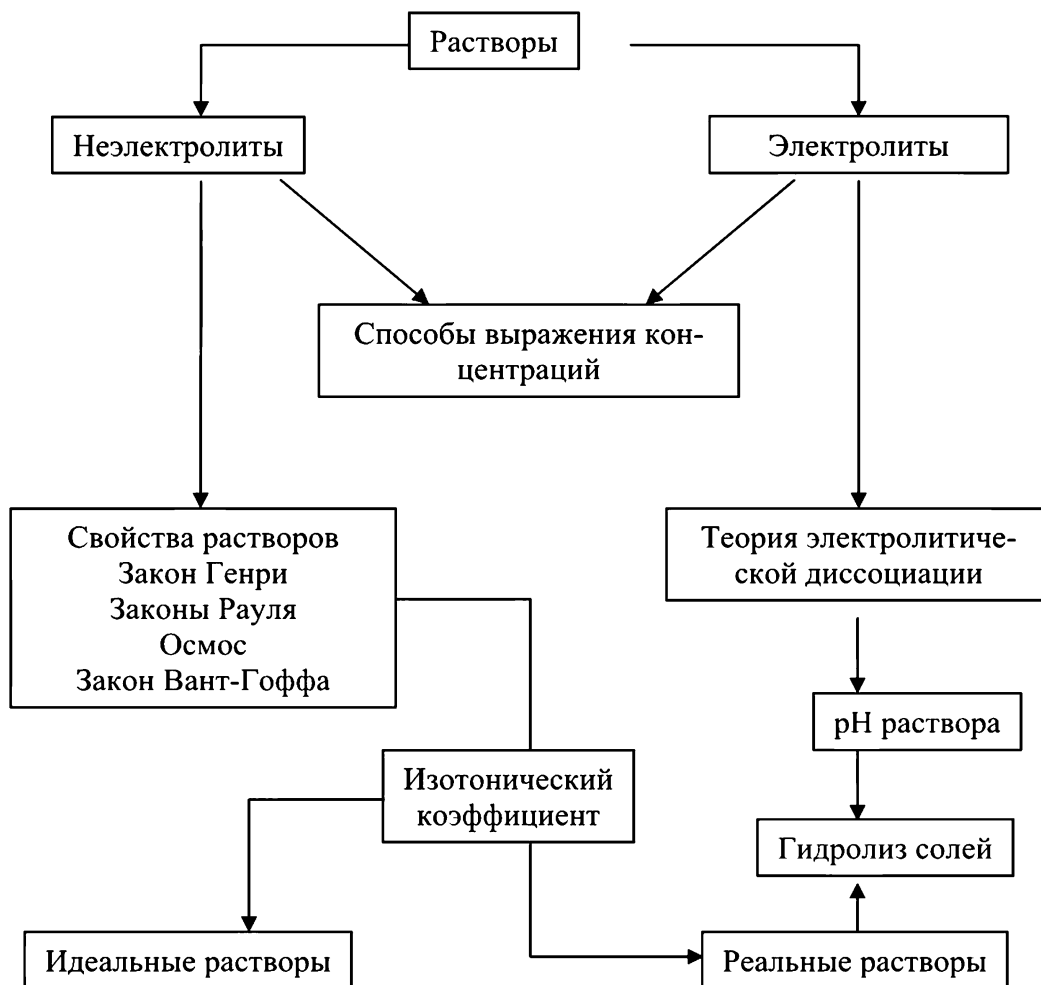 Растворы
Неэлектролиты
Электролиты
Способы выражения кон-
центраций
Свойства растворов
Закон Генри
Законы Рауля
Осмос
Закон Вант-Гоффа
Теория электролитиче-
ской диссоциации
pH раствора
Изотонический
коэффициент
Гидролиз солей
Идеальные растворы
Реальные растворы